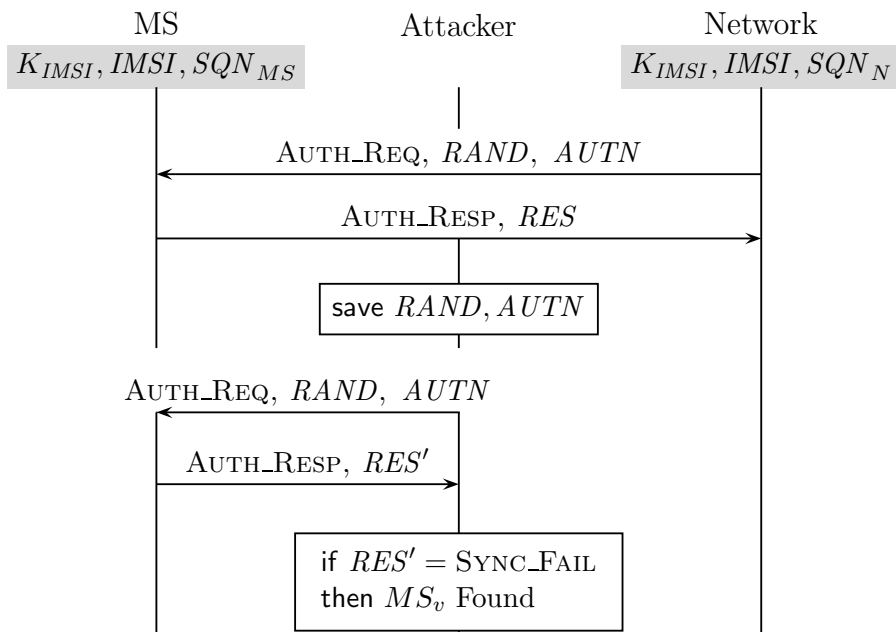 MS Attacker Network
K_IMSI, IMSI, SQN_MS K_IMSI, IMSI, SQN_N
AUTH_REQ, RAND, AUTN
AUTH_RESP, RES
save RAND, AUTN
AUTH_REQ, RAND, AUTN
AUTH_RESP, RES′
if RES′ = SYNC_FAIL
then MS_v Found